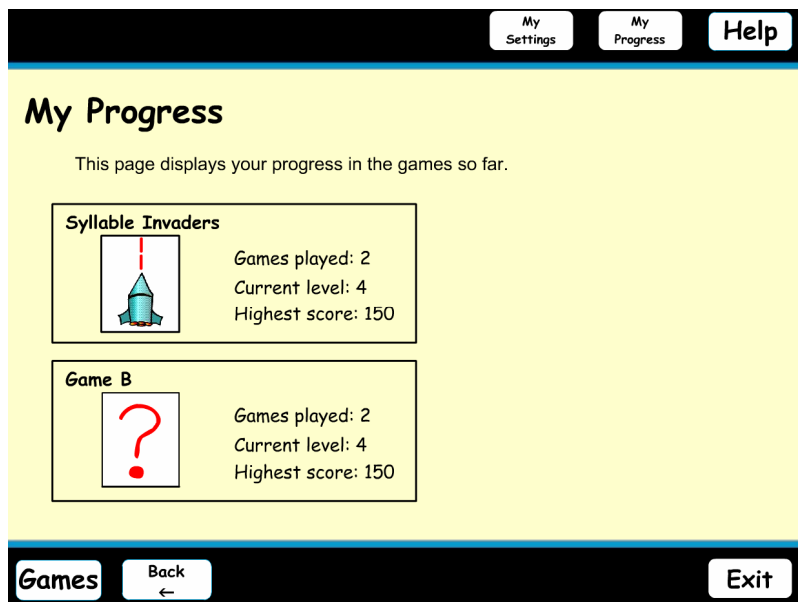 My
Settings
My
Progress
Help
My Progress
This page displays your progress in the games so far.
Syllable Invaders
Games played: 2
Current level: 4
Highest score: 150
Game B
?
Games played: 2
Current level: 4
Highest score: 150
Games
Back
←
Exit